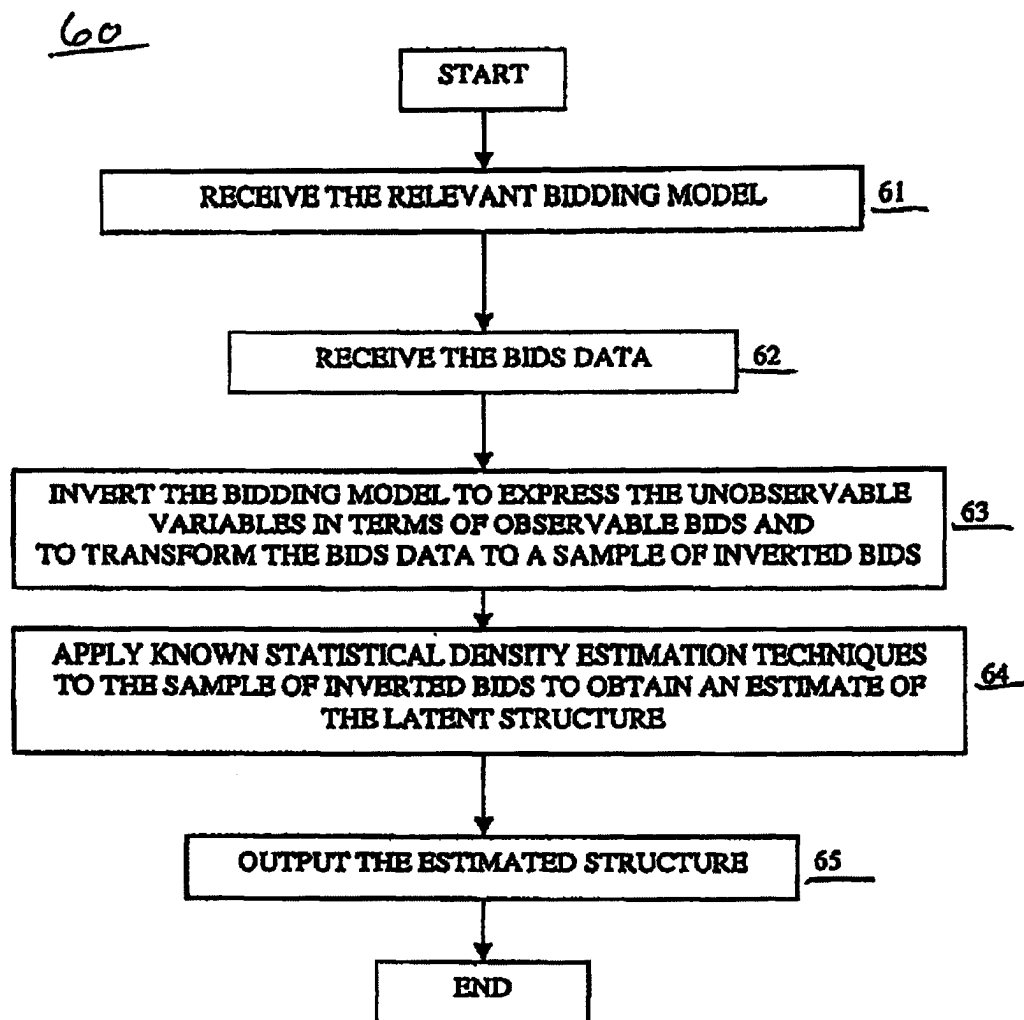 60
START
RECEIVE THE RELEVANT BIDDING MODEL
61
RECEIVE THE BIDS DATA
62
INVERT THE BIDDING MODEL TO EXPRESS THE UNOBSERVABLE
VARIABLES IN TERMS OF OBSERVABLE BIDS AND
TO TRANSFORM THE BIDS DATA TO A SAMPLE OF INVERTED BIDS
63
APPLY KNOWN STATISTICAL DENSITY ESTIMATION TECHNIQUES
TO THE SAMPLE OF INVERTED BIDS TO OBTAIN AN ESTIMATE OF
THE LATENT STRUCTURE
64
OUTPUT THE ESTIMATED STRUCTURE
65
END